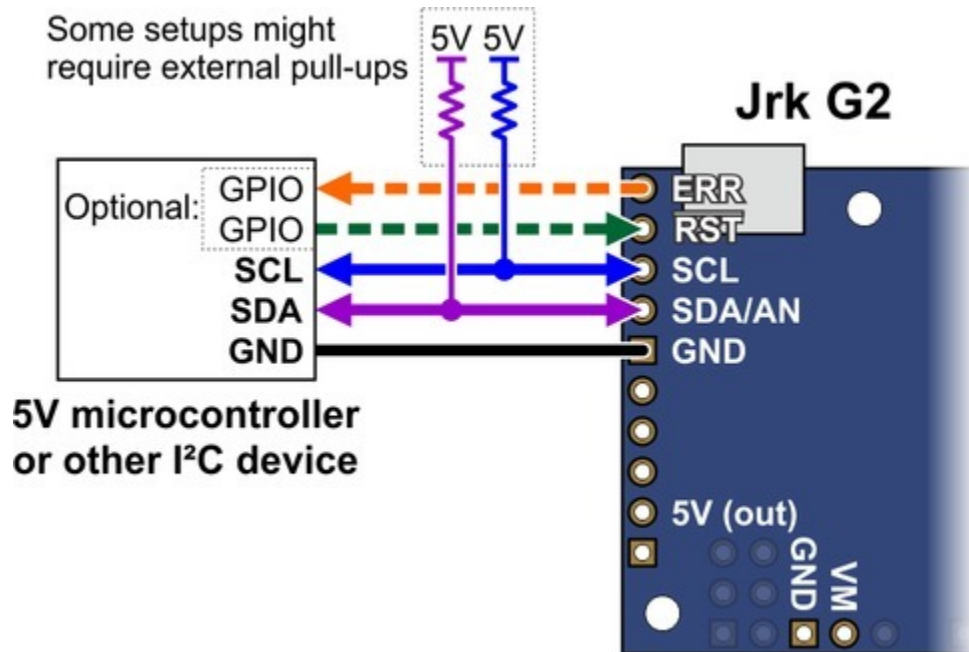 Some setups might
require external pull-ups
5V 5V
Jrk G2
Optional: GPIO
GPIO
SCL
SDA
GND
ERR
RST
SCL
SDA/AN
GND
5V (out)
GND
VM
5V microcontroller
or other I²C device